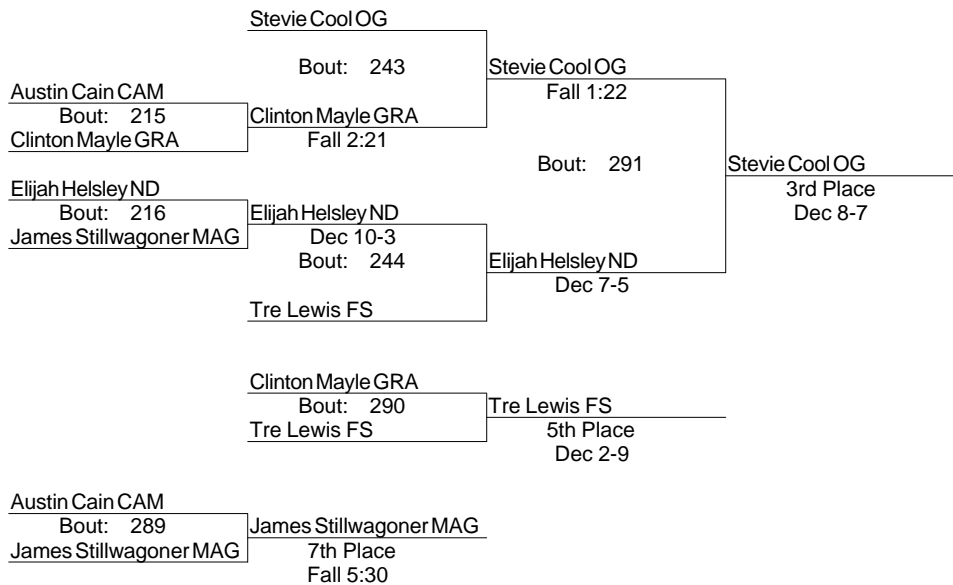 Stevie Cool OG
Bout: 243
Stevie Cool OG
Fall 1:22
Austin Cain CAM
Bout: 215
Clinton Mayle GRA
Clinton Mayle GRA
Fall 2:21
Bout: 291
Stevie Cool OG
3rd Place
Dec 8-7
Elijah Helsley ND
Bout: 216
James Stillwagoner MAG
Elijah Helsley ND
Dec 10-3
Bout: 244
Elijah Helsley ND
Dec 7-5
Tre Lewis FS
Clinton Mayle GRA
Bout: 290
Tre Lewis FS
Tre Lewis FS
5th Place
Dec 2-9
Austin Cain CAM
Bout: 289
James Stillwagoner MAG
James Stillwagoner MAG
7th Place
Fall 5:30